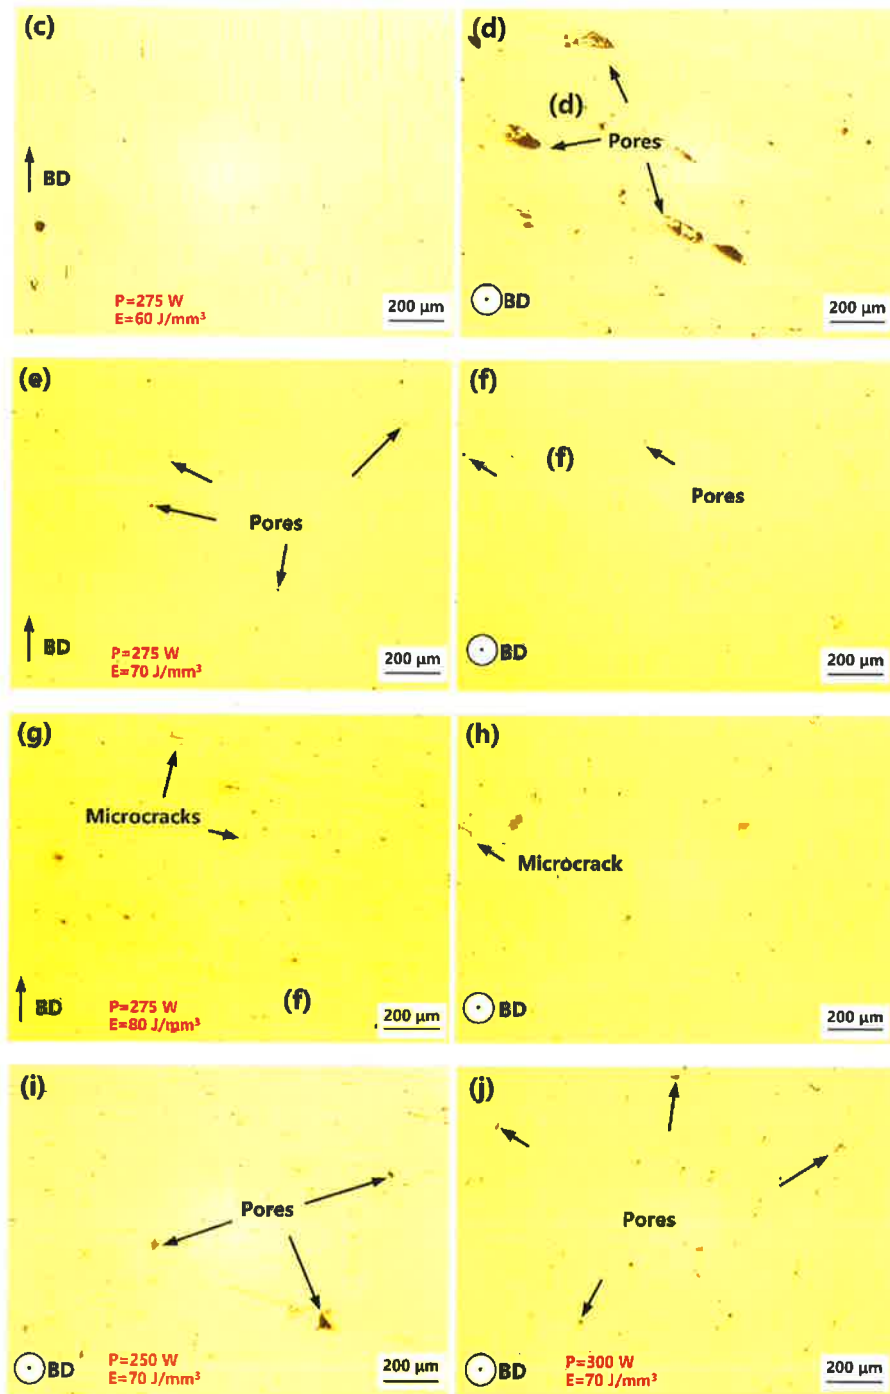 (c)
BD
P=275 W
E=60 J/mm³
200 μm
(d)
(d)
Pores
BD
200 μm
(e)
Pores
BD
P=275 W
E=70 J/mm³
200 μm
(f)
(f)
Pores
BD
200 μm
(g)
Microcracks
BD
P=275 W
E=80 J/mm³
(f)
200 μm
(h)
Microcrack
BD
200 μm
(i)
Pores
BD
P=250 W
E=70 J/mm³
200 μm
(j)
Pores
BD
P=300 W
E=70 J/mm³
200 μm